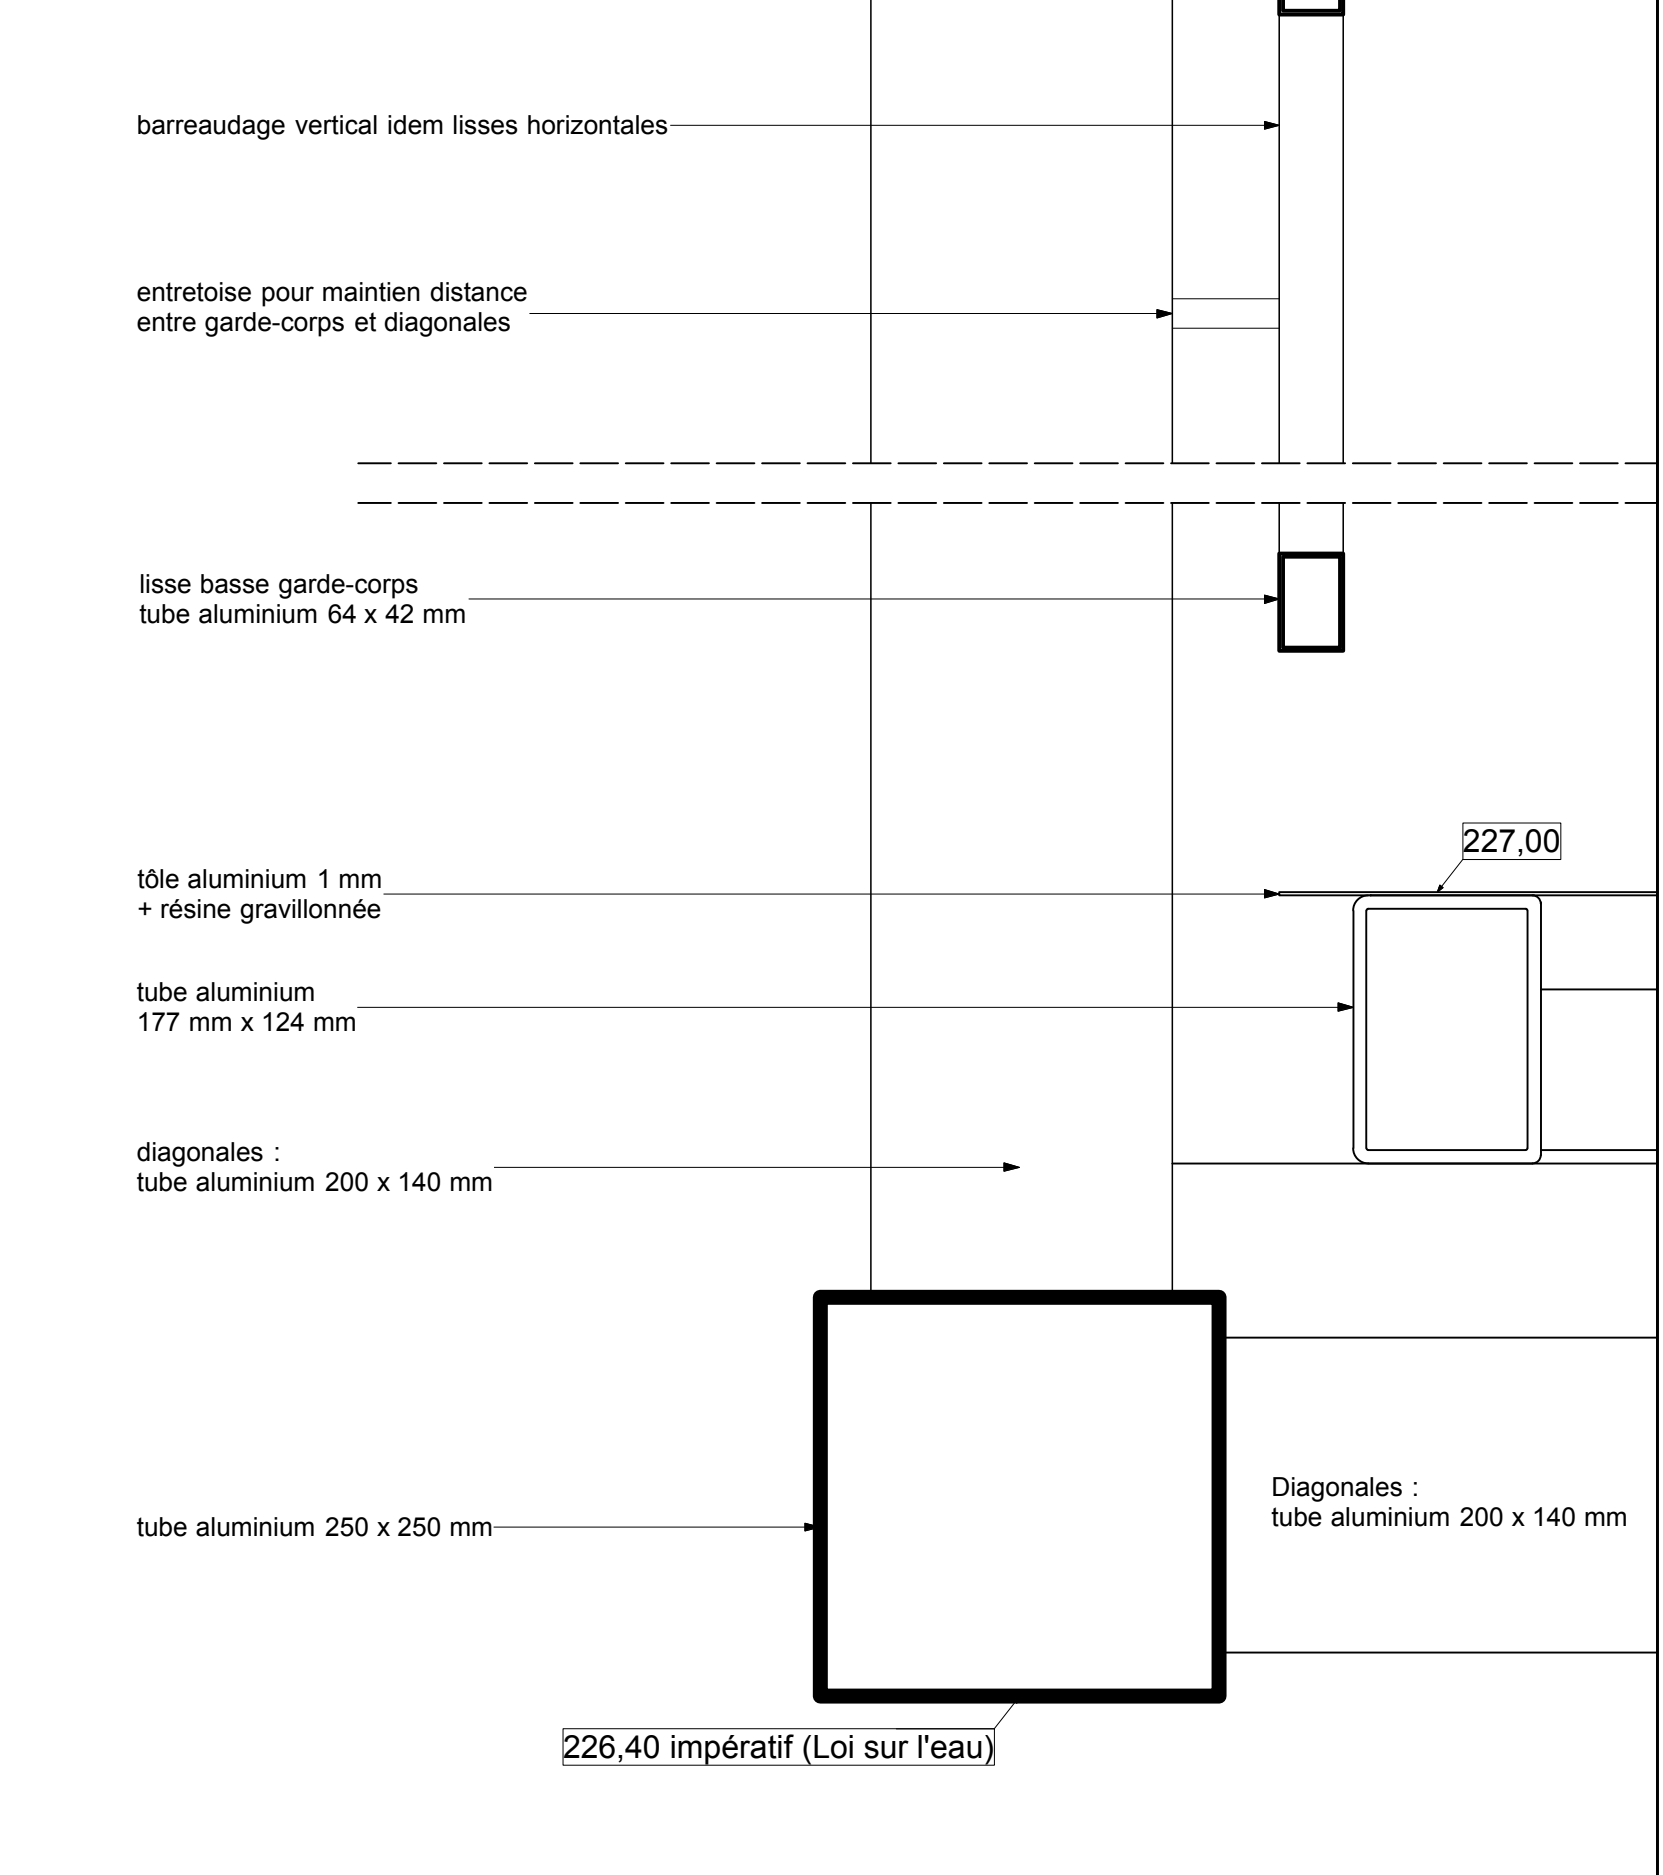 barreaudage vertical idem lisses horizontales
entretoise pour maintien distance
entre garde-corps et diagonales
lisse basse garde-corps
tube aluminium 64 x 42 mm
227,00
tôle aluminium 1 mm
+ résine gravillonnée
tube aluminium
177 mm x 124 mm
diagonales :
tube aluminium 200 x 140 mm
Diagonales :
tube aluminium 200 x 140 mm
tube aluminium 250 x 250 mm
226,40 impératif (Loi sur l'eau)